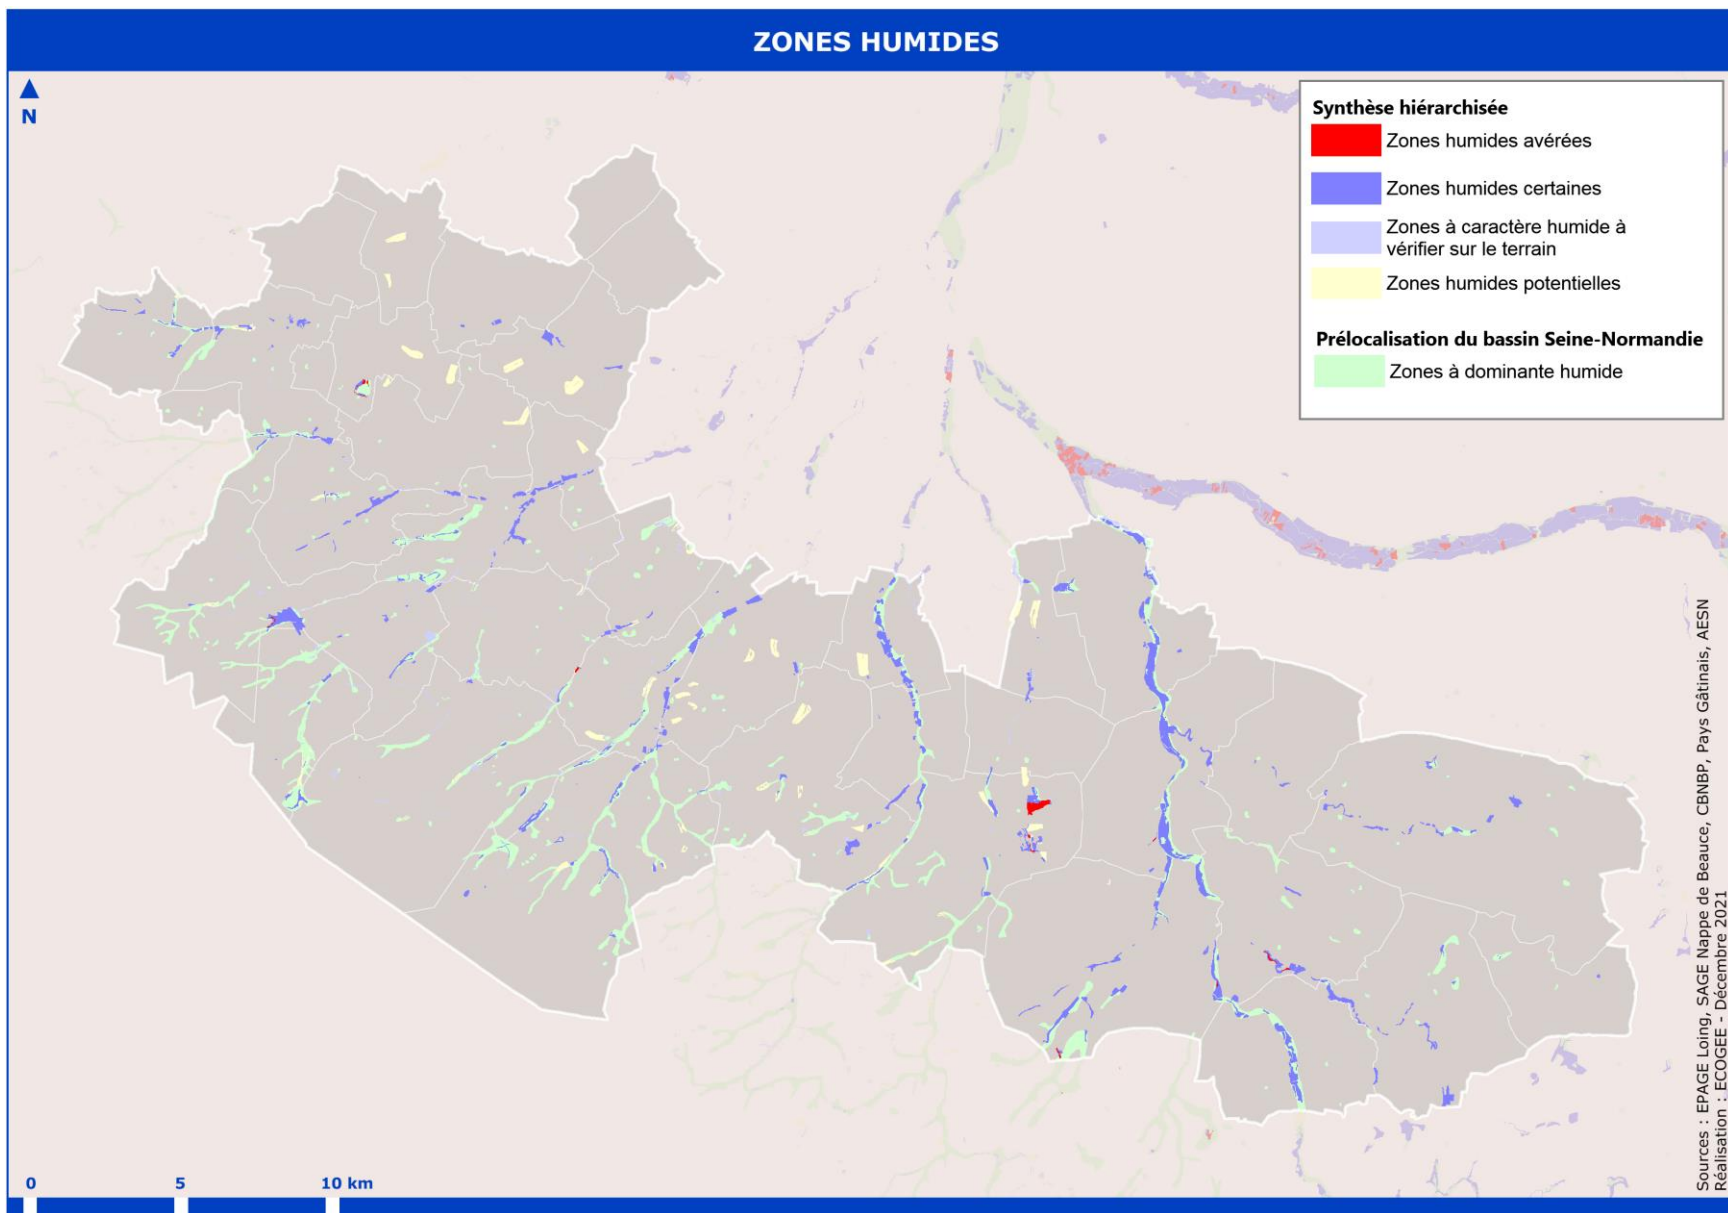 ZONES HUMIDES
N
Synthèse hiérarchisée
Zones humides avérées
Zones humides certaines
Zones à caractère humide à
vérifier sur le terrain
Zones humides potentielles
Prélocalisation du bassin Seine-Normandie
Zones à dominante humide
Sources : EPAGE Loing, SAGE Nappe de Beauce, CBNBP, Pays Gâtinais, AESN
Réalisation : ECOGEE - Décembre 2021
0 5 10 km